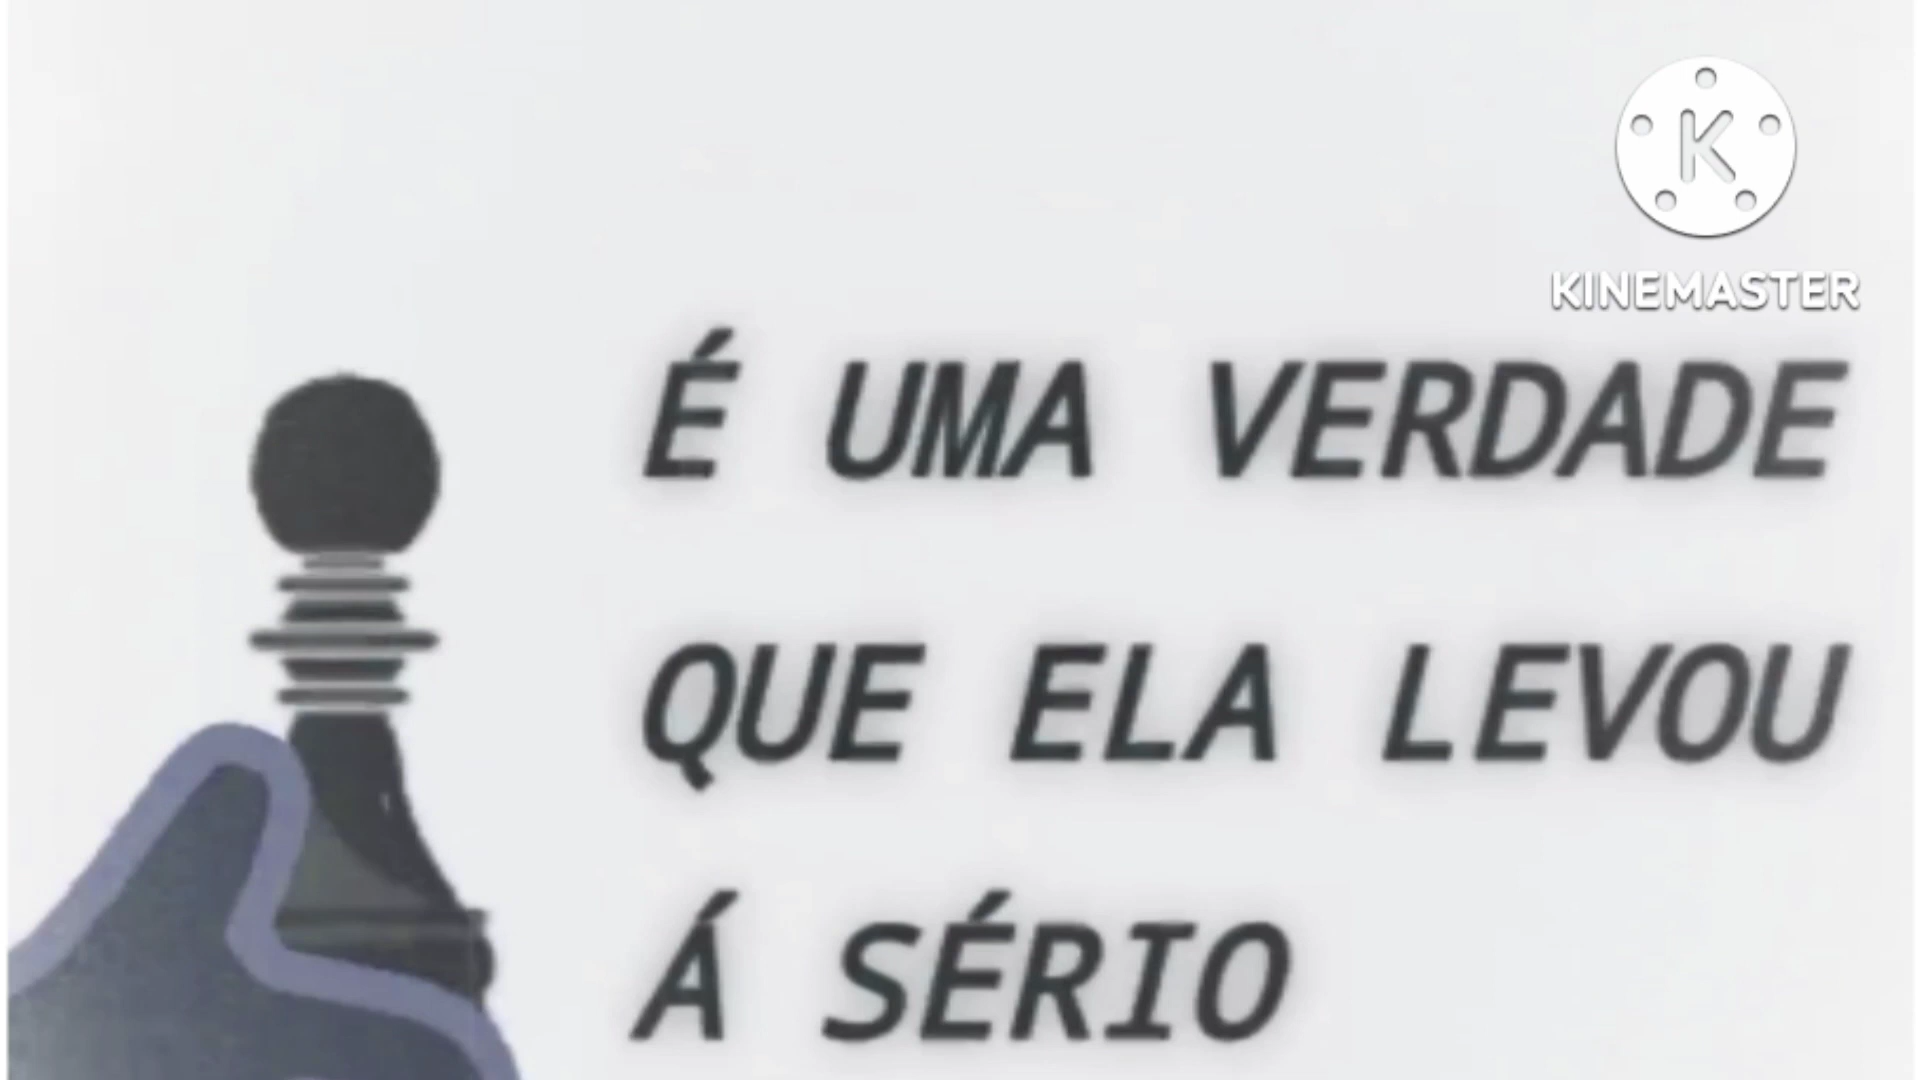 K
KINEMASTER
É UMA VERDADE
QUE ELA LEVOU
Á SÉRIO